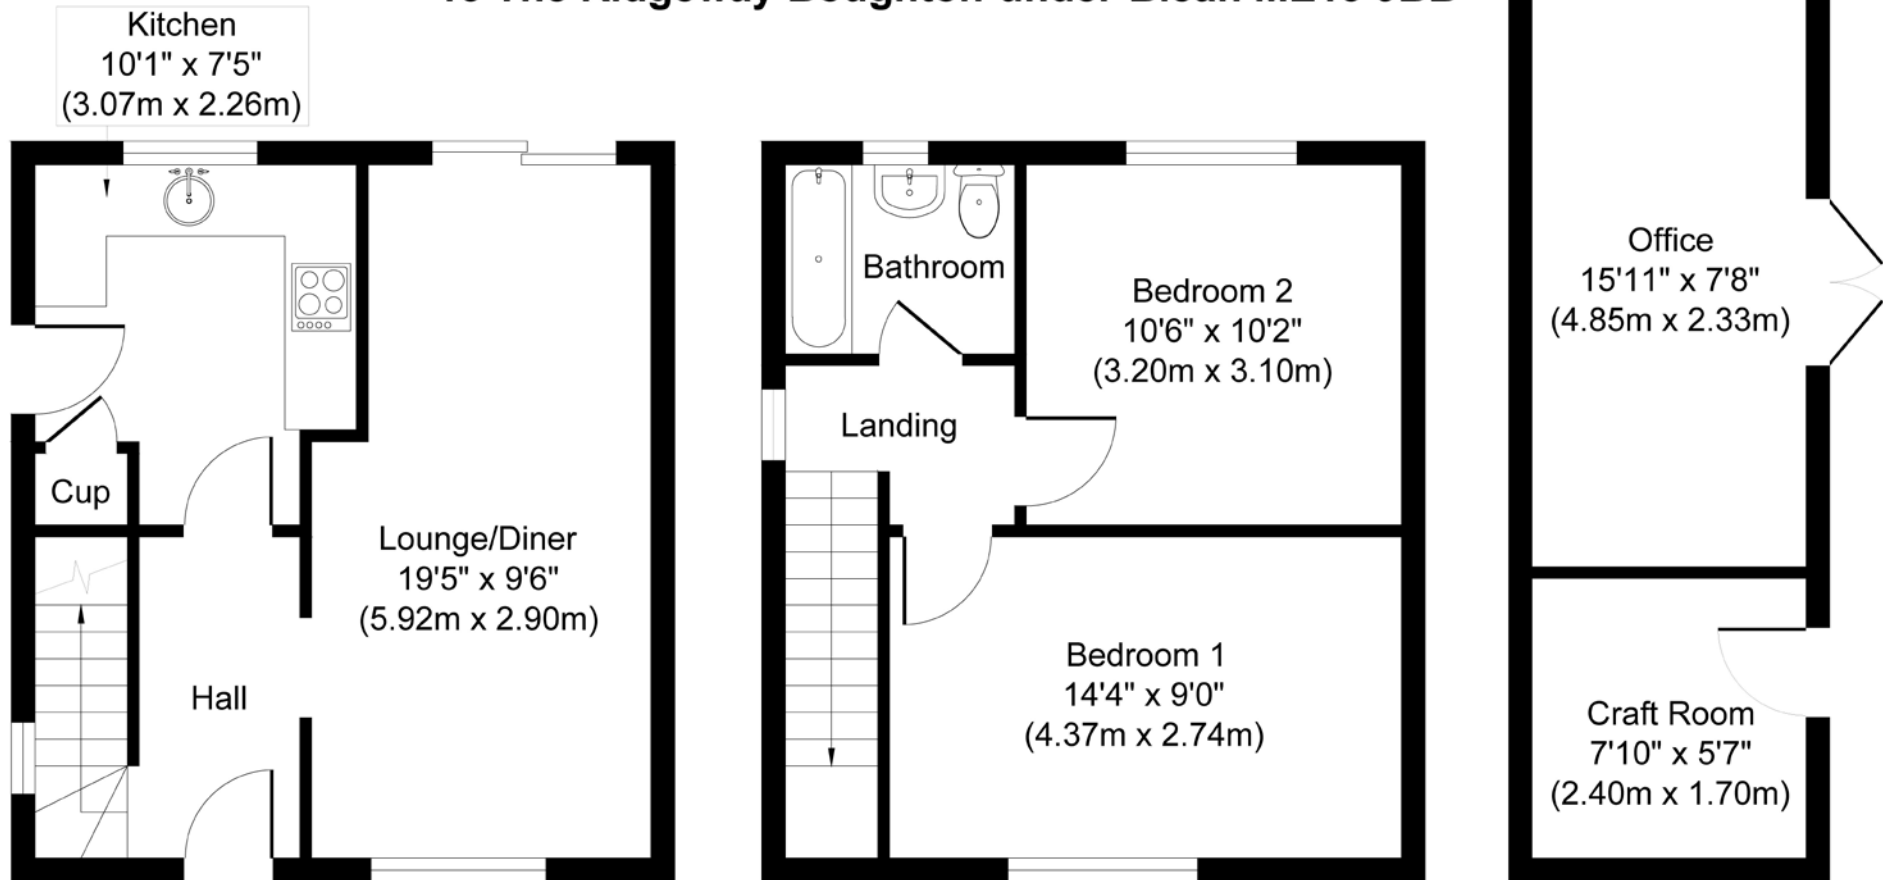 Kitchen
10'1" x 7'5"
(3.07m x 2.26m)
Cup
Lounge/Diner
19'5" x 9'6"
(5.92m x 2.90m)
Hall
Bathroom
Landing
Bedroom 2
10'6" x 10'2"
(3.20m x 3.10m)
Bedroom 1
14'4" x 9'0"
(4.37m x 2.74m)
Office
15'11" x 7'8"
(4.85m x 2.33m)
Craft Room
7'10" x 5'7"
(2.40m x 1.70m)